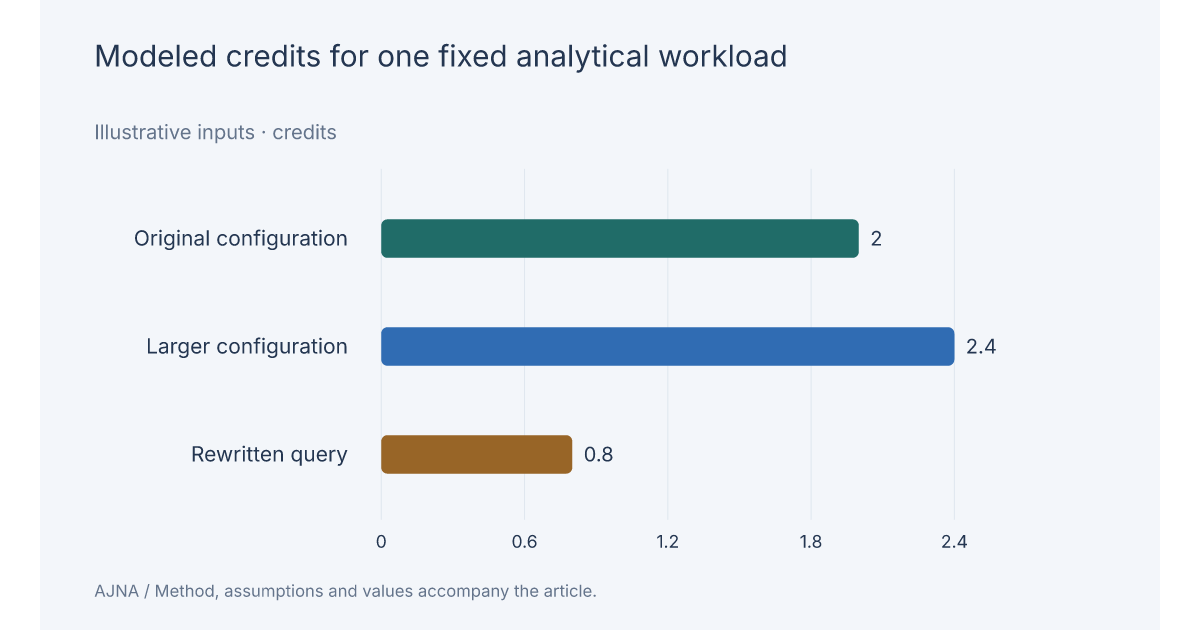 Modeled credits for one fixed analytical workload
Illustrative inputs · credits
Original configuration 2
Larger configuration 2.4
Rewritten query 0.8
0 0.6 1.2 1.8 2.4
AJNA / Method, assumptions and values accompany the article.